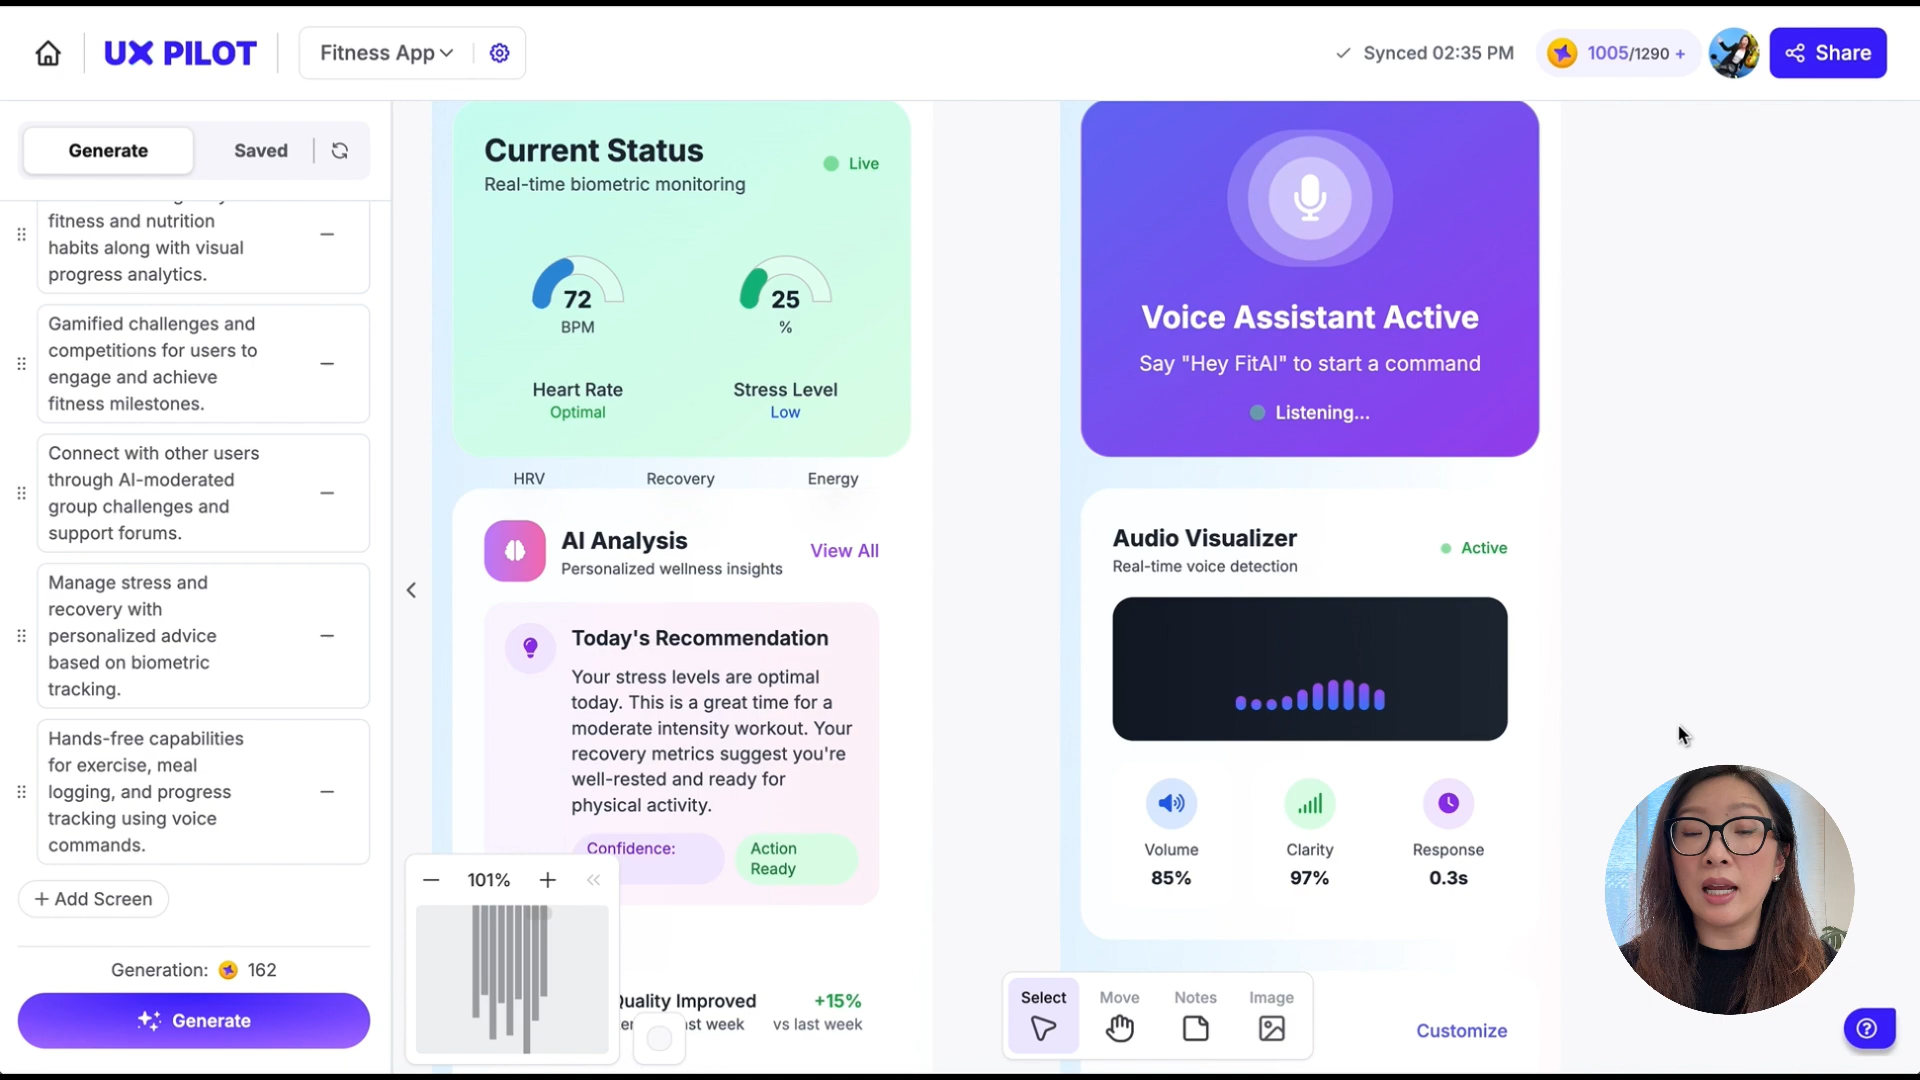 UX PILOT
Fitness App
Synced 02:35 PM
1005/1290 +
Share
Generate
Saved
fitness and nutrition
habits along with visual
progress analytics.
Gamified challenges and
competitions for users to
engage and achieve
fitness milestones.
Connect with other users
through AI-moderated
group challenges and
support forums.
Manage stress and
recovery with
personalized advice
based on biometric
tracking.
Hands-free capabilities
for exercise, meal
logging, and progress
tracking using voice
commands.
+ Add Screen
Generation: 162
Generate
Current Status
Real-time biometric monitoring
Live
72
BPM
25
%
Heart Rate
Optimal
Stress Level
Low
HRV
Recovery
Energy
AI Analysis
Personalized wellness insights
View All
Today's Recommendation
Your stress levels are optimal
today. This is a great time for a
moderate intensity workout. Your
recovery metrics suggest you're
well-rested and ready for
physical activity.
Confidence:
Action
Ready
101%
Quality Improved
+15%
ast week
vs last week
Voice Assistant Active
Say "Hey FitAI" to start a command
Listening...
Audio Visualizer
Real-time voice detection
Active
Volume
85%
Clarity
97%
Response
0.3s
Customize
Select
Move
Notes
Image